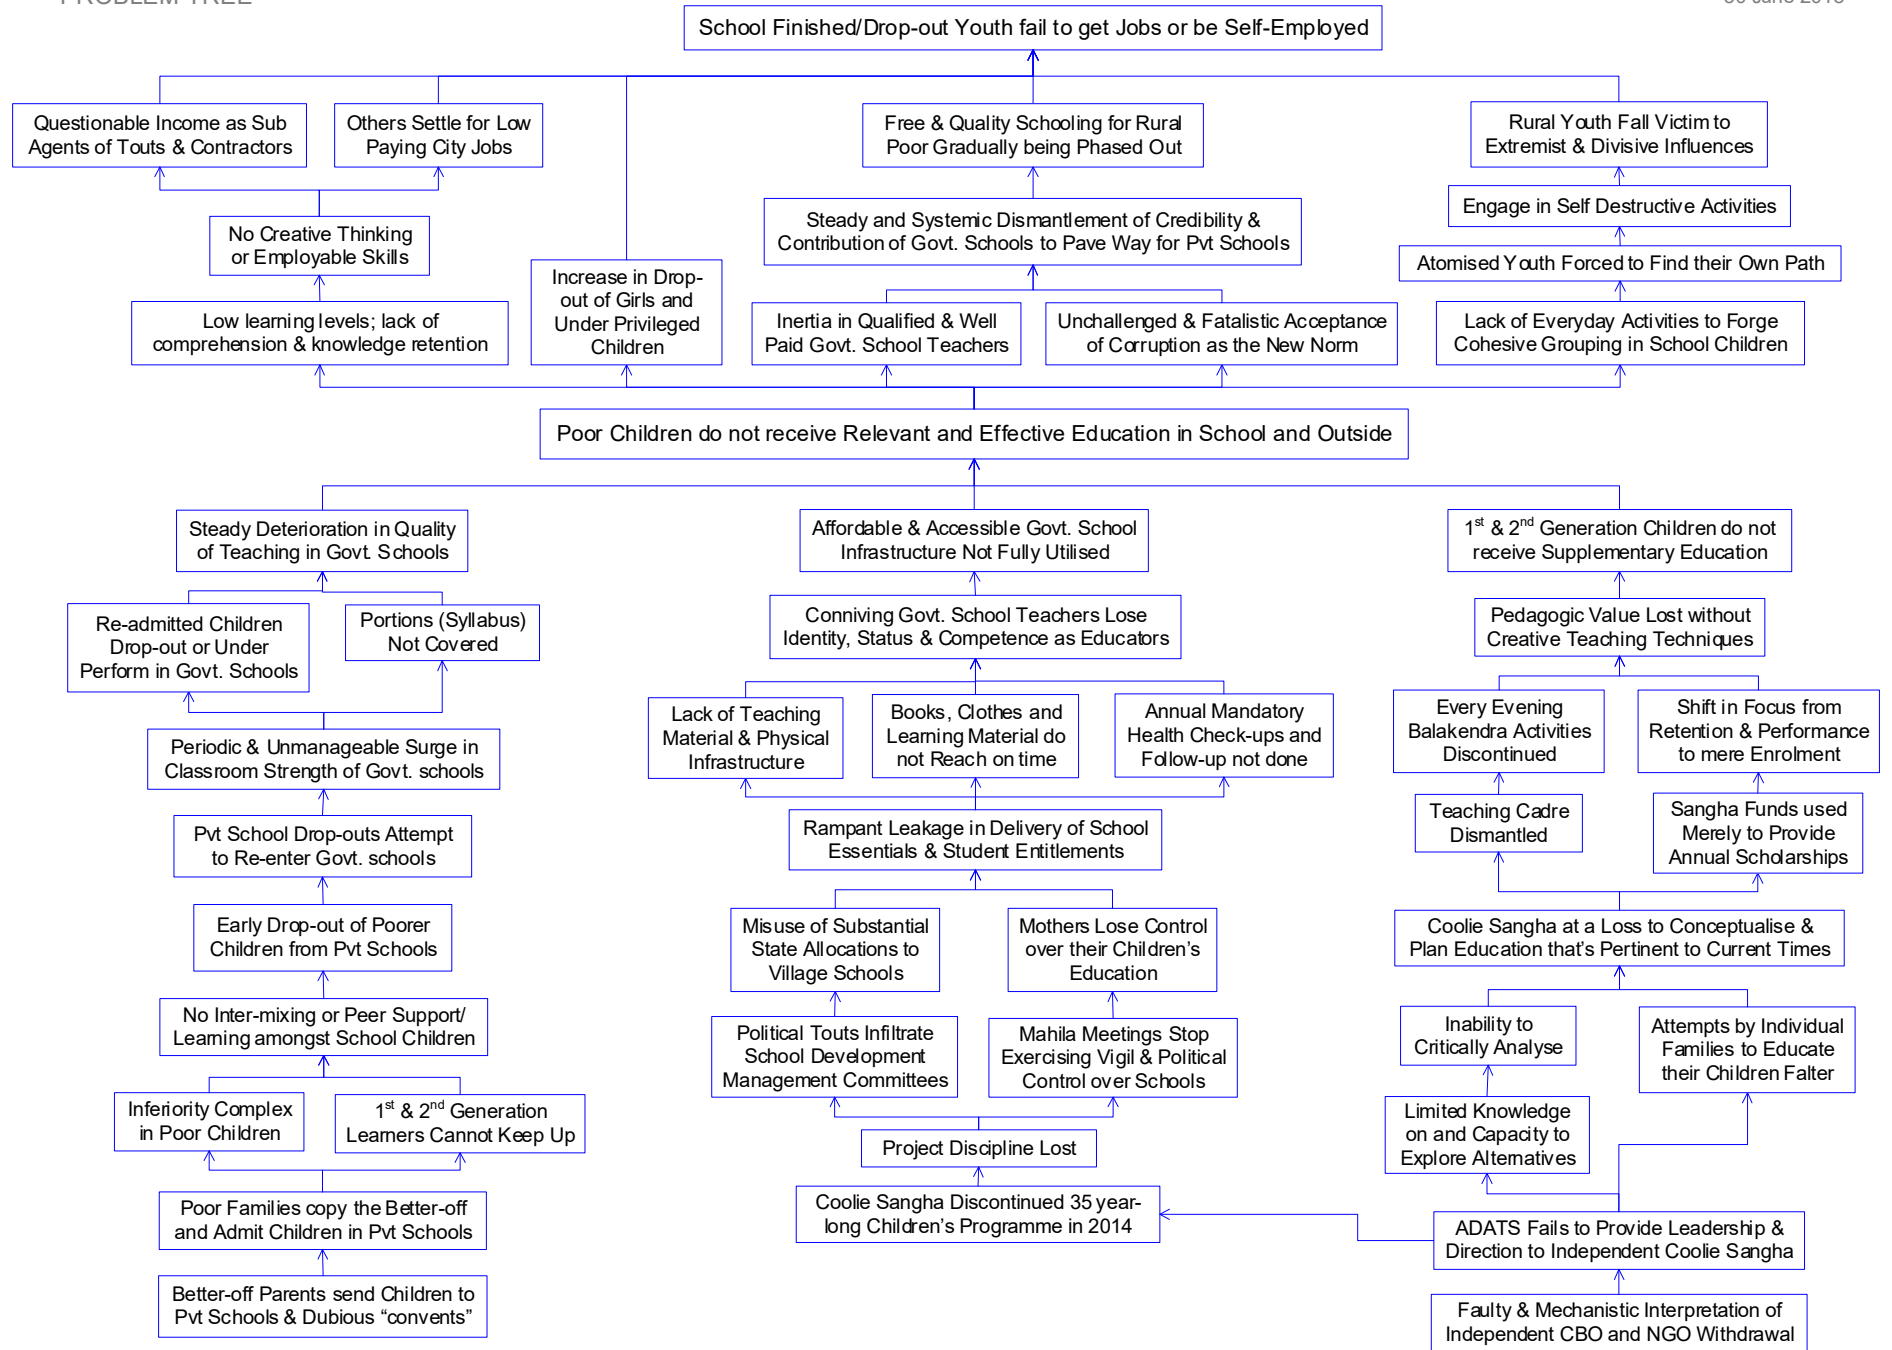 School Finished/Drop-out Youth fail to get Jobs or be Self-Employed
Questionable Income as Sub
Agents of Touts & Contractors
Others Settle for Low
Paying City Jobs
Free & Quality Schooling for Rural
Poor Gradually being Phased Out
Rural Youth Fall Victim to
Extremist & Divisive Influences
Engage in Self Destructive Activities
Steady and Systemic Dismantlement of Credibility &
Contribution of Govt. Schools to Pave Way for Pvt Schools
No Creative Thinking
or Employable Skills
Atomised Youth Forced to Find their Own Path
Increase in Drop-
out of Girls and
Under Privileged
Children
Low learning levels; lack of
comprehension & knowledge retention
Inertia in Qualified & Well
Paid Govt. School Teachers
Unchallenged & Fatalistic Acceptance
of Corruption as the New Norm
Lack of Everyday Activities to Forge
Cohesive Grouping in School Children
Poor Children do not receive Relevant and Effective Education in School and Outside
Steady Deterioration in Quality
of Teaching in Govt. Schools
Affordable & Accessible Govt. School
Infrastructure Not Fully Utilised
1st & 2nd Generation Children do not
receive Supplementary Education
Re-admitted Children
Drop-out or Under
Perform in Govt. Schools
Portions (Syllabus)
Not Covered
Conniving Govt. School Teachers Lose
Identity, Status & Competence as Educators
Pedagogic Value Lost without
Creative Teaching Techniques
Lack of Teaching
Material & Physical
Infrastructure
Books, Clothes and
Learning Material do
not Reach on time
Annual Mandatory
Health Check-ups and
Follow-up not done
Every Evening
Balakendra Activities
Discontinued
Shift in Focus from
Retention & Performance
to mere Enrolment
Periodic & Unmanageable Surge in
Classroom Strength of Govt. schools
Pvt School Drop-outs Attempt
to Re-enter Govt. schools
Rampant Leakage in Delivery of School
Essentials & Student Entitlements
Teaching Cadre
Dismantled
Sangha Funds used
Merely to Provide
Annual Scholarships
Early Drop-out of Poorer
Children from Pvt Schools
Misuse of Substantial
State Allocations to
Village Schools
Mothers Lose Control
over their Children's
Education
Coolie Sangha at a Loss to Conceptualise &
Plan Education that's Pertinent to Current Times
No Inter-mixing or Peer Support/
Learning amongst School Children
Political Touts Infiltrate
School Development
Management Committees
Mahila Meetings Stop
Exercising Vigil & Political
Control over Schools
Inability to
Critically Analyse
Attempts by Individual
Families to Educate
their Children Falter
Inferiority Complex
in Poor Children
1st & 2nd Generation
Learners Cannot Keep Up
Project Discipline Lost
Limited Knowledge
on and Capacity to
Explore Alternatives
Poor Families copy the Better-off
and Admit Children in Pvt Schools
Coolie Sangha Discontinued 35 year-
long Children's Programme in 2014
ADATS Fails to Provide Leadership &
Direction to Independent Coolie Sangha
Better-off Parents send Children to
Pvt Schools & Dubious "convents"
Faulty & Mechanistic Interpretation of
Independent CBO and NGO Withdrawal